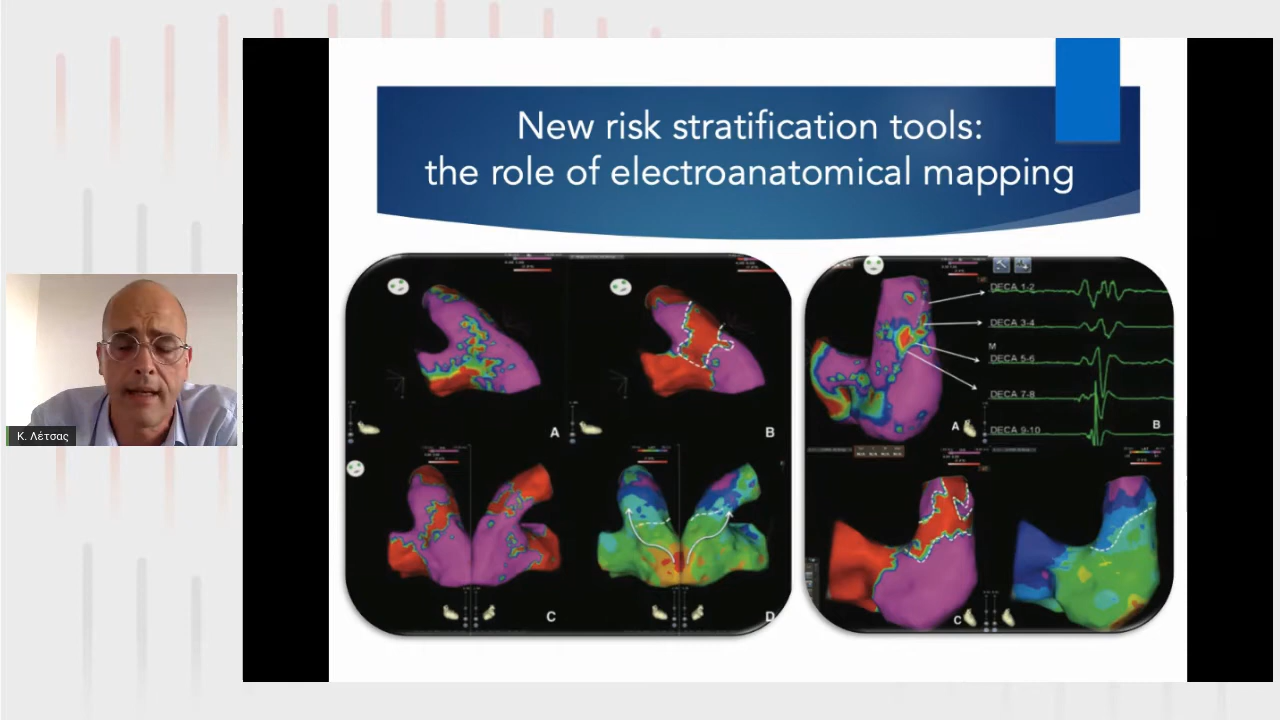 New risk stratification tools:
the role of electroanatomical mapping
Κ. Λέτσας
A
B
C
D
DECA 1-2
DECA 3-4
M
DECA 5-6
DECA 7-8
DECA 9-10
A
B
C